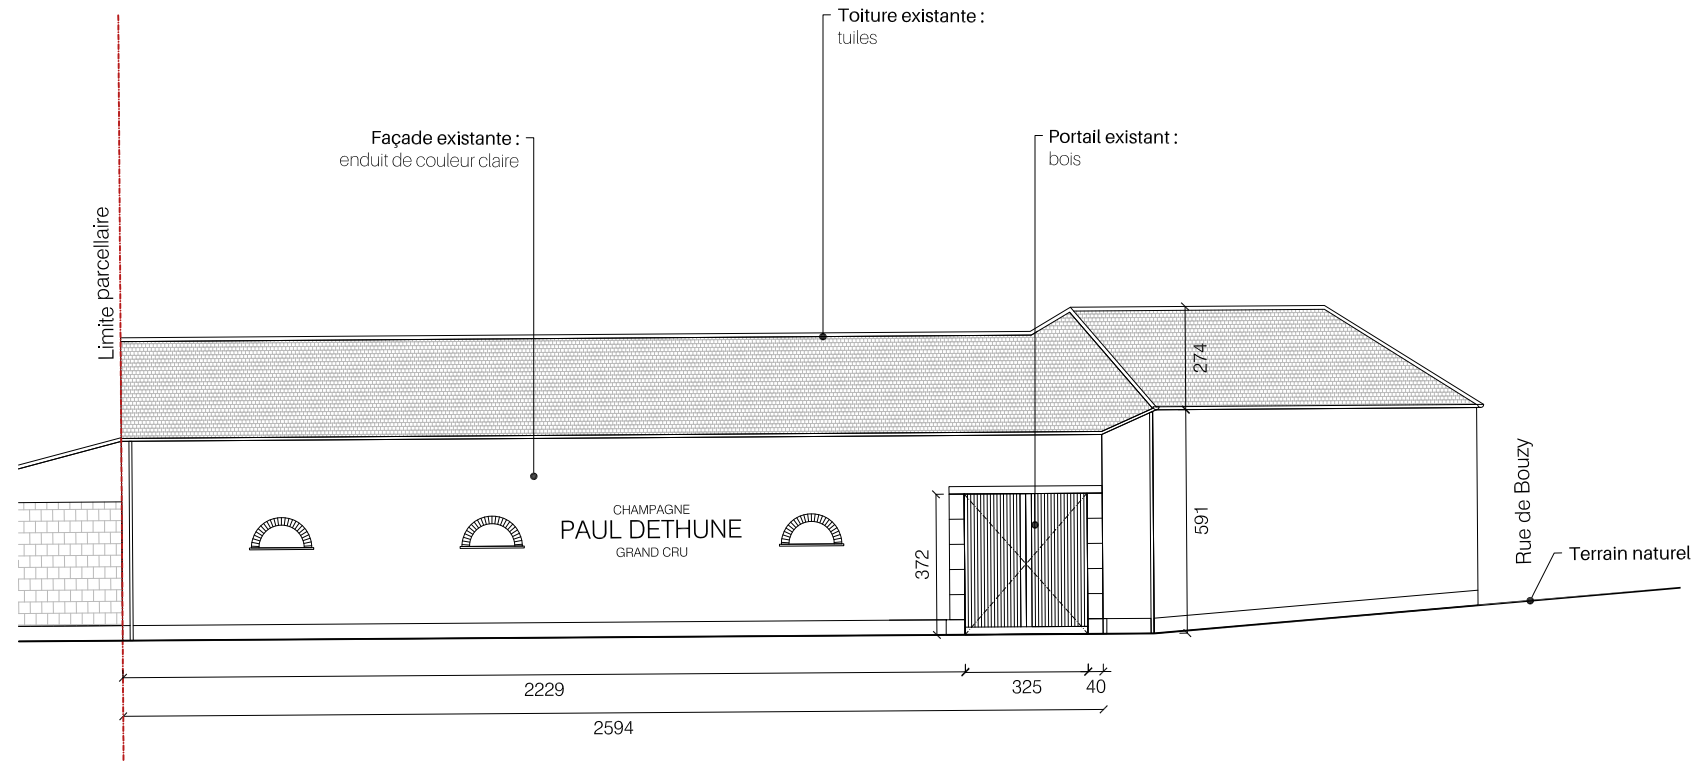 Toiture existante :
tuiles
Façade existante :
enduit de couleur claire
Portail existant :
bois
Limite parcellaire
274
CHAMPAGNE
PAUL DETHUNE
GRAND CRU
372
591
Rue de Bouzy
Terrain naturel
2229
325
40
2594